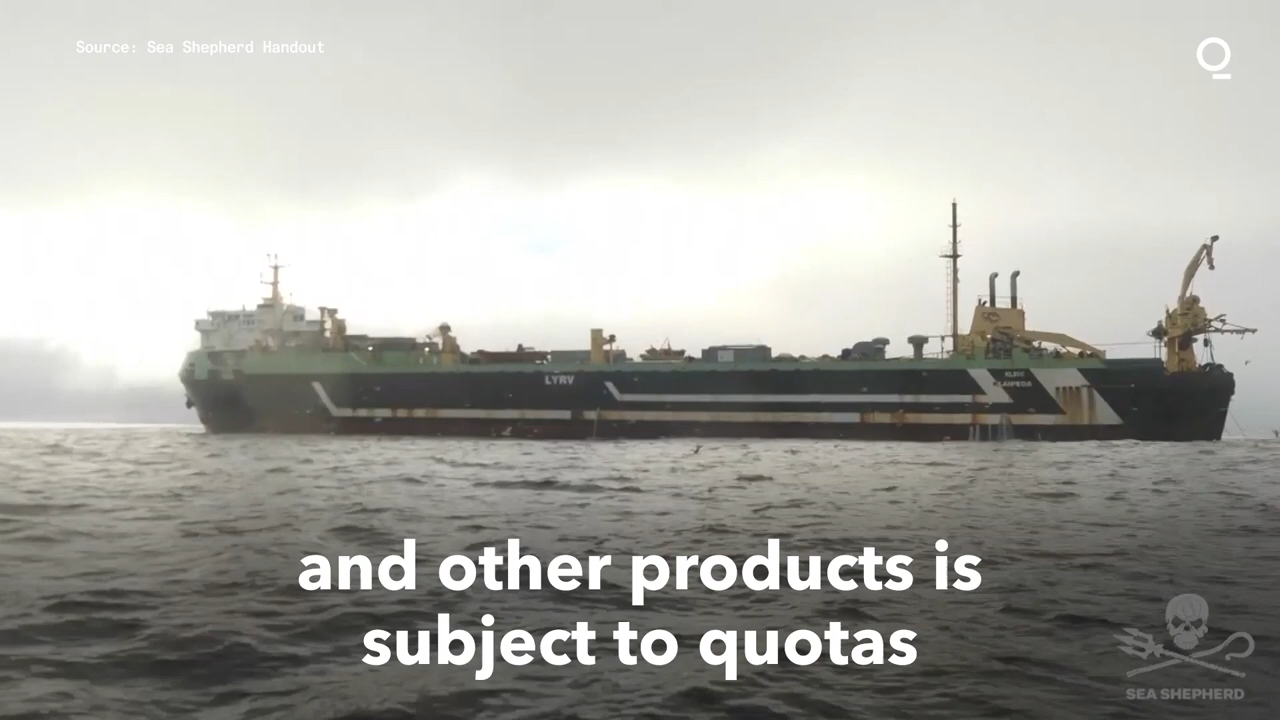 Source: Sea Shepherd Handout
LYRV
KLAIPEDA
and other products is
subject to quotas
SEA SHEPHERD